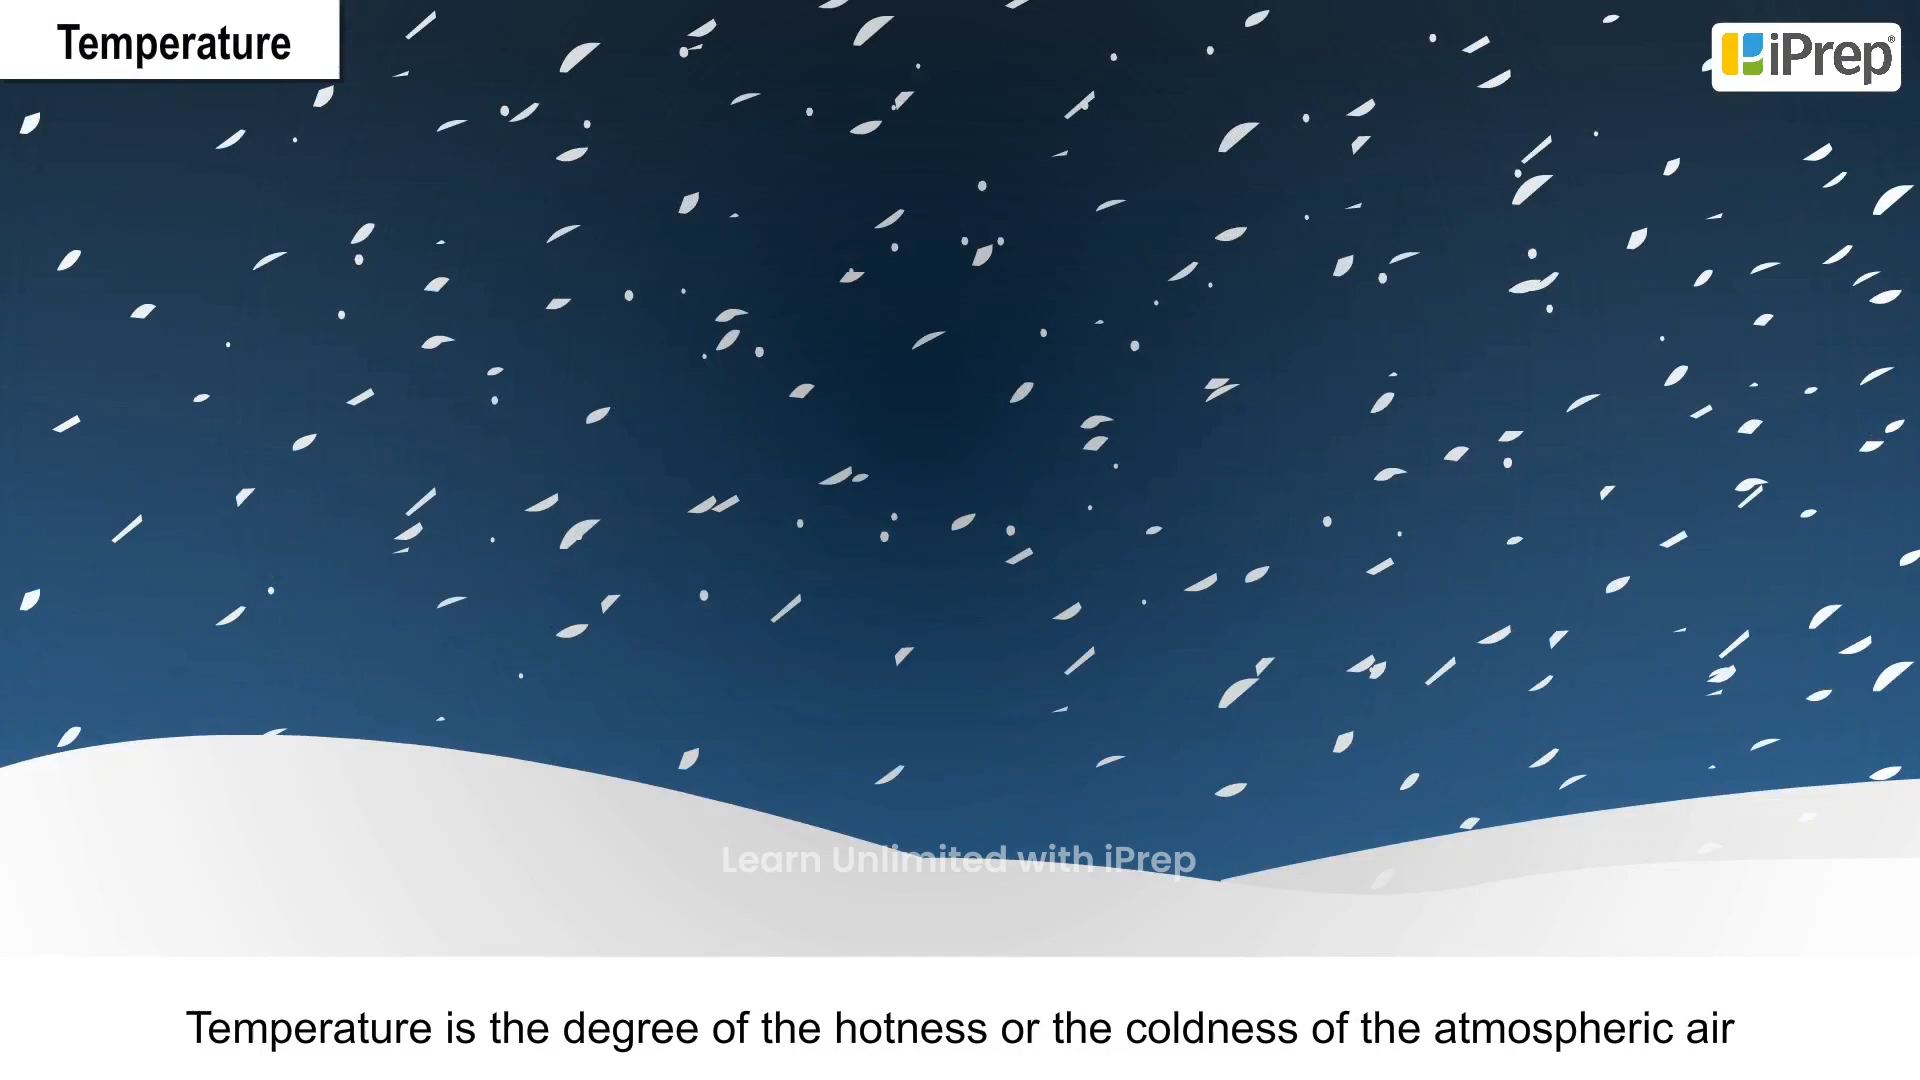 Temperature
iPrep®
Learn Unlimited with iPrep
Temperature is the degree of the hotness or the coldness of the atmospheric air